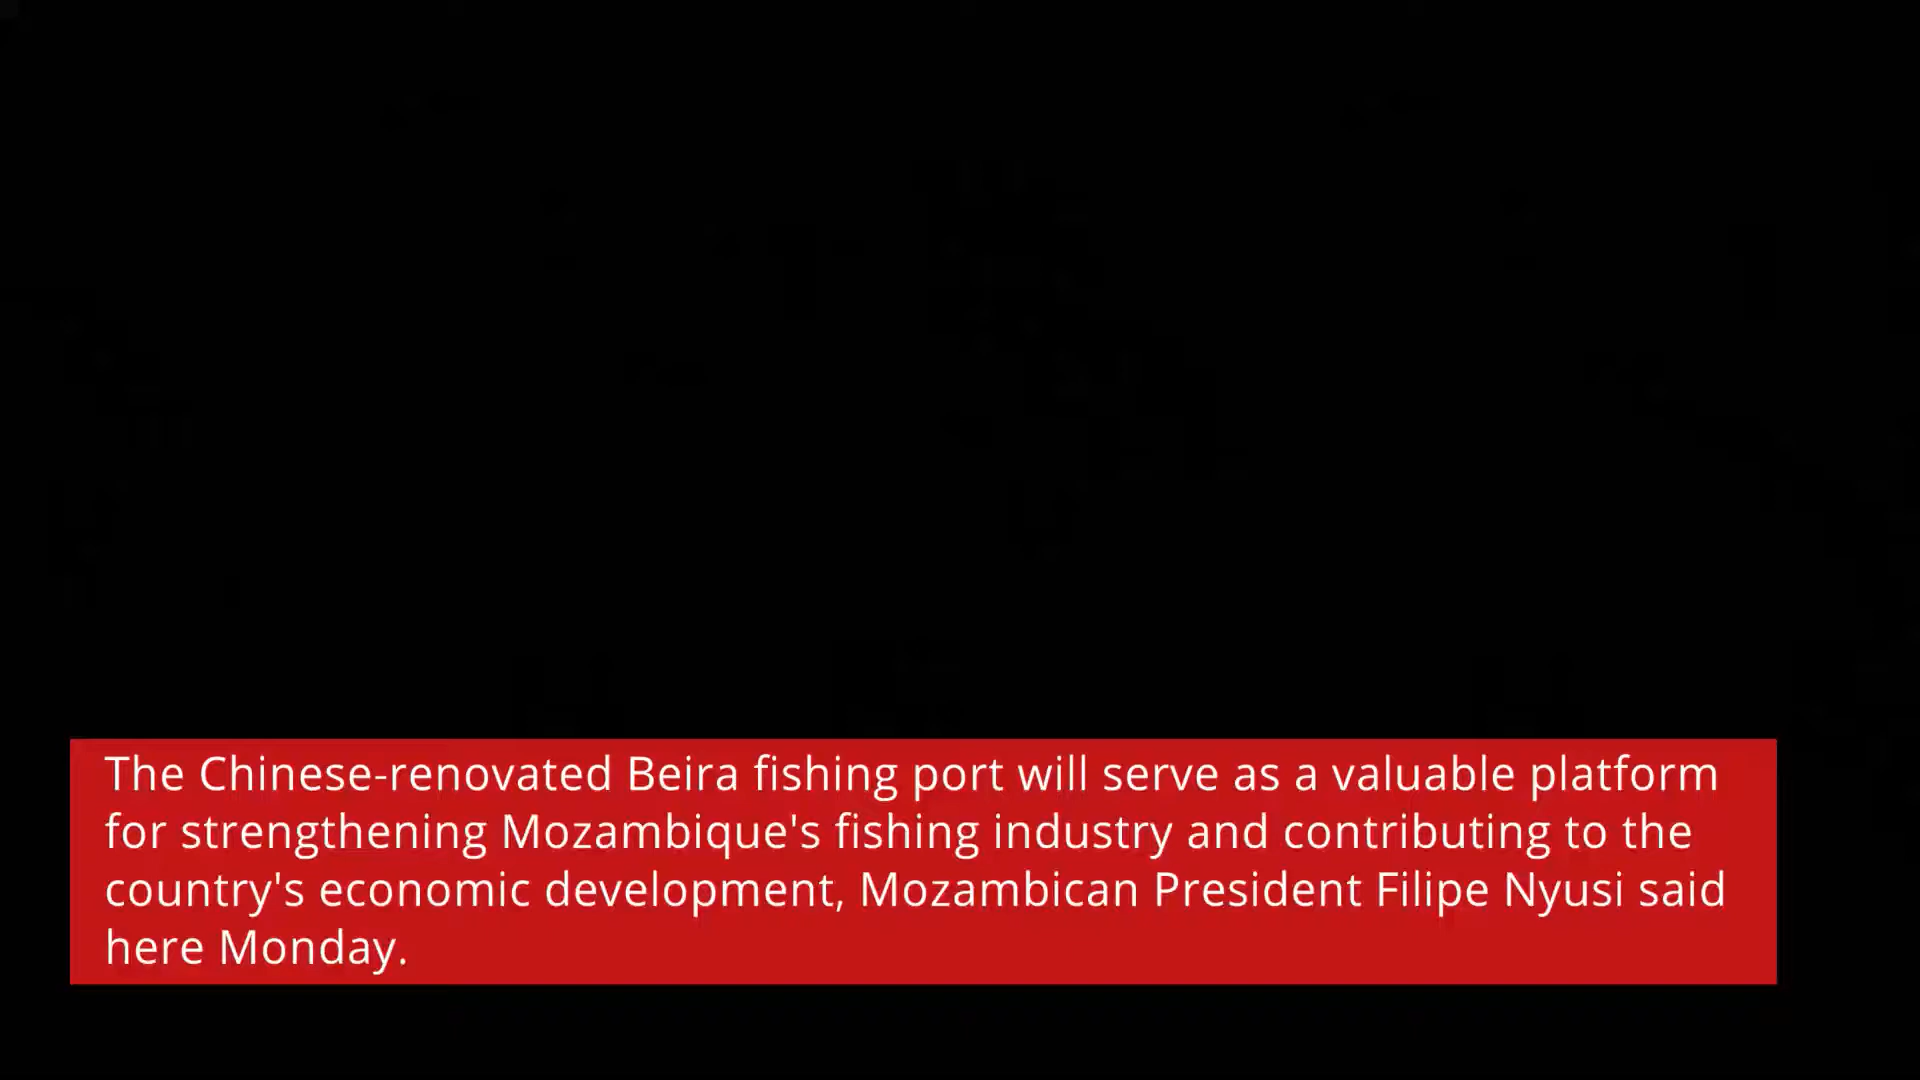 The Chinese-renovated Beira fishing port will serve as a valuable platform
for strengthening Mozambique's fishing industry and contributing to the
country's economic development, Mozambican President Filipe Nyusi said
here Monday.